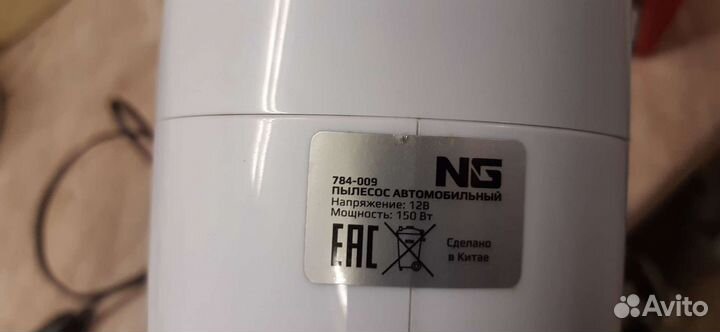 784-009
NG
ПЫЛЕСОС АВТОМОБИЛЬНЫЙ
Напряжение: 12В
Мощность: 150 Вт
EAC
Сделано
в Китае
Avito